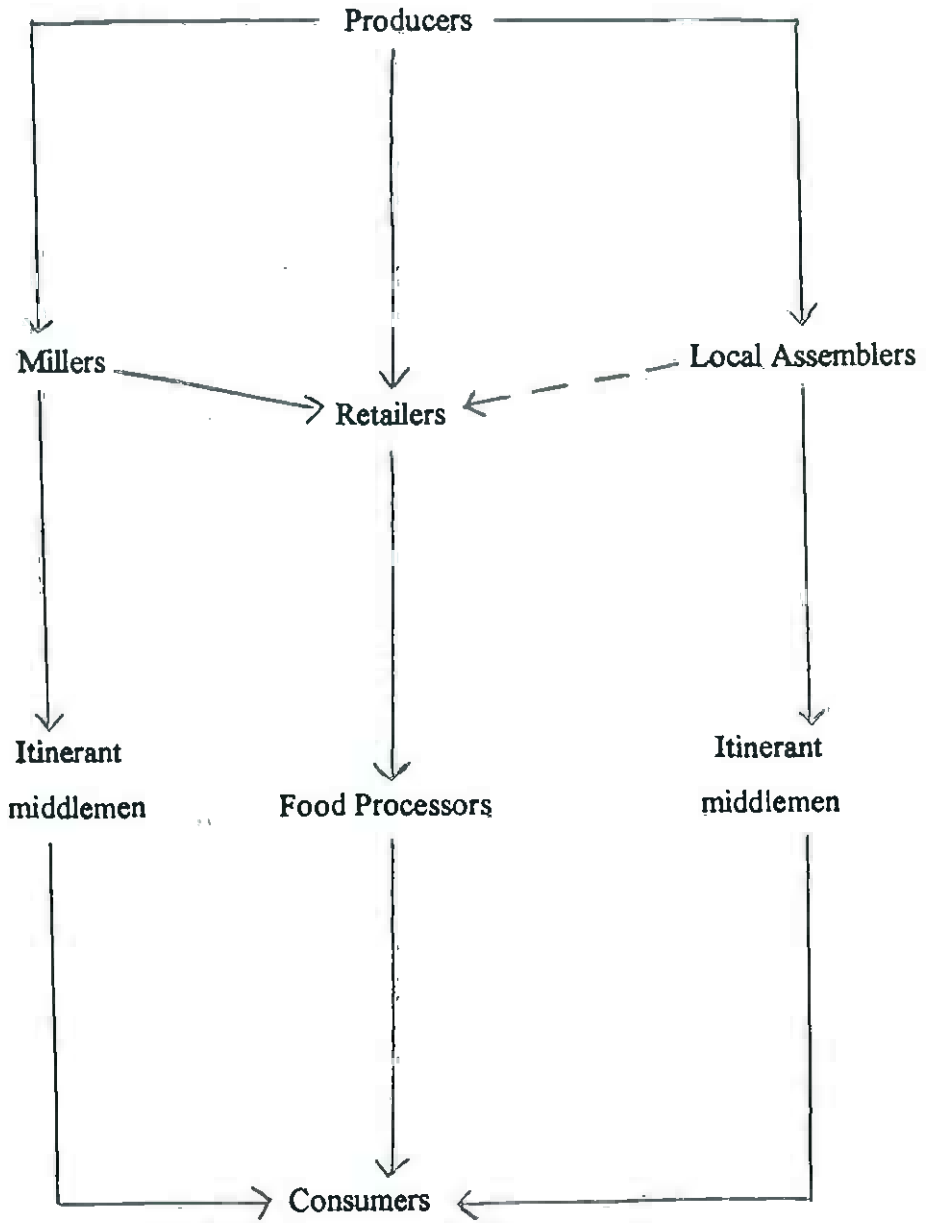 Producers
Millers
Local Assemblers
Retailers
Itinerant
middlemen
Food Processors
Itinerant
middlemen
Consumers